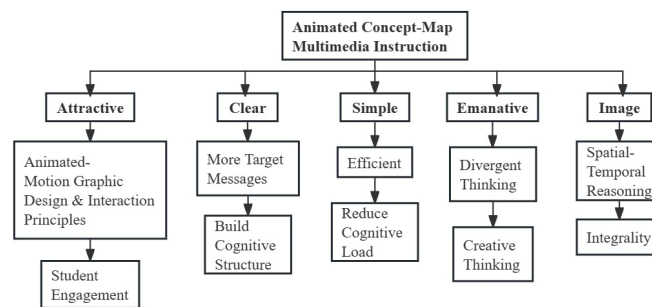 Animated Concept-Map
Multimedia Instruction
Attractive
Clear
Simple
Emanative
Image
Animated-
Motion Graphic
Design & Interaction
Principles
More Target
Messages
Efficient
Divergent
Thinking
Spatial-
Temporal
Reasoning
Student
Engagement
Build
Cognitive
Structure
Reduce
Cognitive
Load
Creative
Thinking
Integrality